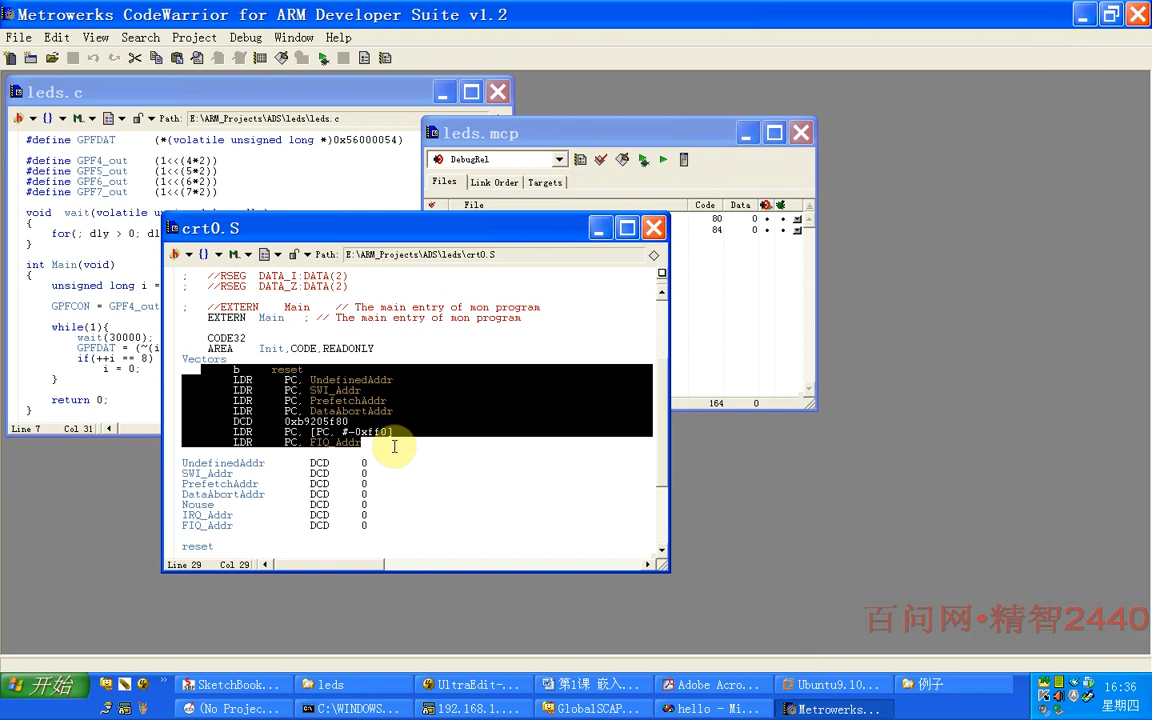 Metrowerks CodeWarrior for ARM Developer Suite v1.2
File Edit View Search Project Debug Window Help
leds.c
Path: E:\ARM_Projects\ADS\leds\leds.c
#define GPFDAT (*(volatile unsigned long *)0x56000054)
#define GPF4_out (1<<(4*2))
#define GPF5_out (1<<(5*2))
#define GPF6_out (1<<(6*2))
#define GPF7_out (1<<(7*2))
void wait(volatile
{
for(; dly > 0;
}
int Main(void)
{
unsigned long i =
GPFCON = GPF4_out
while(1){
wait(30000);
GPFDAT = (~(i
if(++i == 8)
i = 0;
}
return 0;
}
Line 7 Col 31
leds.mcp
DebugRel
Files Link Order Targets
File Code Data
80 0
84 0
164 0
crt0.S
Path: E:\ARM_Projects\ADS\leds\crt0.S
; //RSEG DATA_I:DATA(2)
; //RSEG DATA_Z:DATA(2)
; //EXTERN Main // The main entry of mon program
EXTERN Main ; // The main entry of mon program
CODE32
AREA Init,CODE,READONLY
Vectors
b reset
LDR PC, UndefinedAddr
LDR PC, SWI_Addr
LDR PC, PrefetchAddr
LDR PC, DataAbortAddr
DCD 0xb9205f80
LDR PC, [PC, #-0xff0]
LDR PC, FIQ_Addr
UndefinedAddr DCD 0
SWI_Addr DCD 0
PrefetchAddr DCD 0
DataAbortAddr DCD 0
Nouse DCD 0
IRQ_Addr DCD 0
FIQ_Addr DCD 0
reset
Line 29 Col 29
百问网•精智2440
开始
SketchBook... leds UltraEdit-... 第1课 嵌入... Adobe Acro... Ubuntu9.10... 例子
(No Projec... C:\WINDOWS... 192.168.1... GlobalSCAP... hello - Mi... Metrowerks...
16:36
星期四